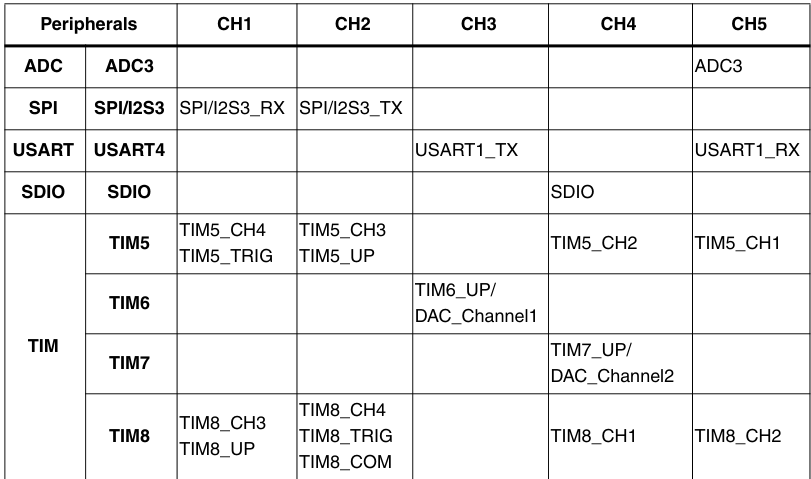 Peripherals CH1 CH2 CH3 CH4 CH5
ADC ADC3 ADC3
SPI SPI/I2S3 SPI/I2S3_RX SPI/I2S3_TX
USART USART4 USART1_TX USART1_RX
SDIO SDIO SDIO
TIM TIM5 TIM5_CH4 TIM5_CH3 TIM5_CH2 TIM5_CH1
TIM5_TRIG TIM5_UP
TIM6 TIM6_UP/
DAC_Channel1
TIM7 TIM7_UP/
DAC_Channel2
TIM8 TIM8_CH3 TIM8_CH4 TIM8_CH1 TIM8_CH2
TIM8_UP TIM8_TRIG
TIM8_COM